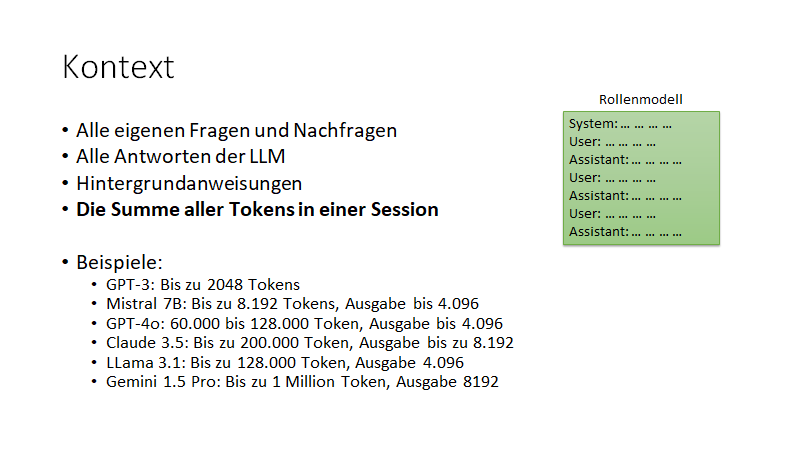 Kontext
• Alle eigenen Fragen und Nachfragen
• Alle Antworten der LLM
• Hintergrundanweisungen
• Die Summe aller Tokens in einer Session
• Beispiele:
• GPT-3: Bis zu 2048 Tokens
• Mistral 7B: Bis zu 8.192 Tokens, Ausgabe bis 4.096
• GPT-4o: 60.000 bis 128.000 Token, Ausgabe bis 4.096
• Claude 3.5: Bis zu 200.000 Token, Ausgabe bis zu 8.192
• LLama 3.1: Bis zu 128.000 Token, Ausgabe 4.096
• Gemini 1.5 Pro: Bis zu 1 Million Token, Ausgabe 8192
Rollenmodell
System: … … … …
User: … … … …
Assistant: … … … …
User: … … … …
Assistant: … … … …
User: … … … …
Assistant: … … … …